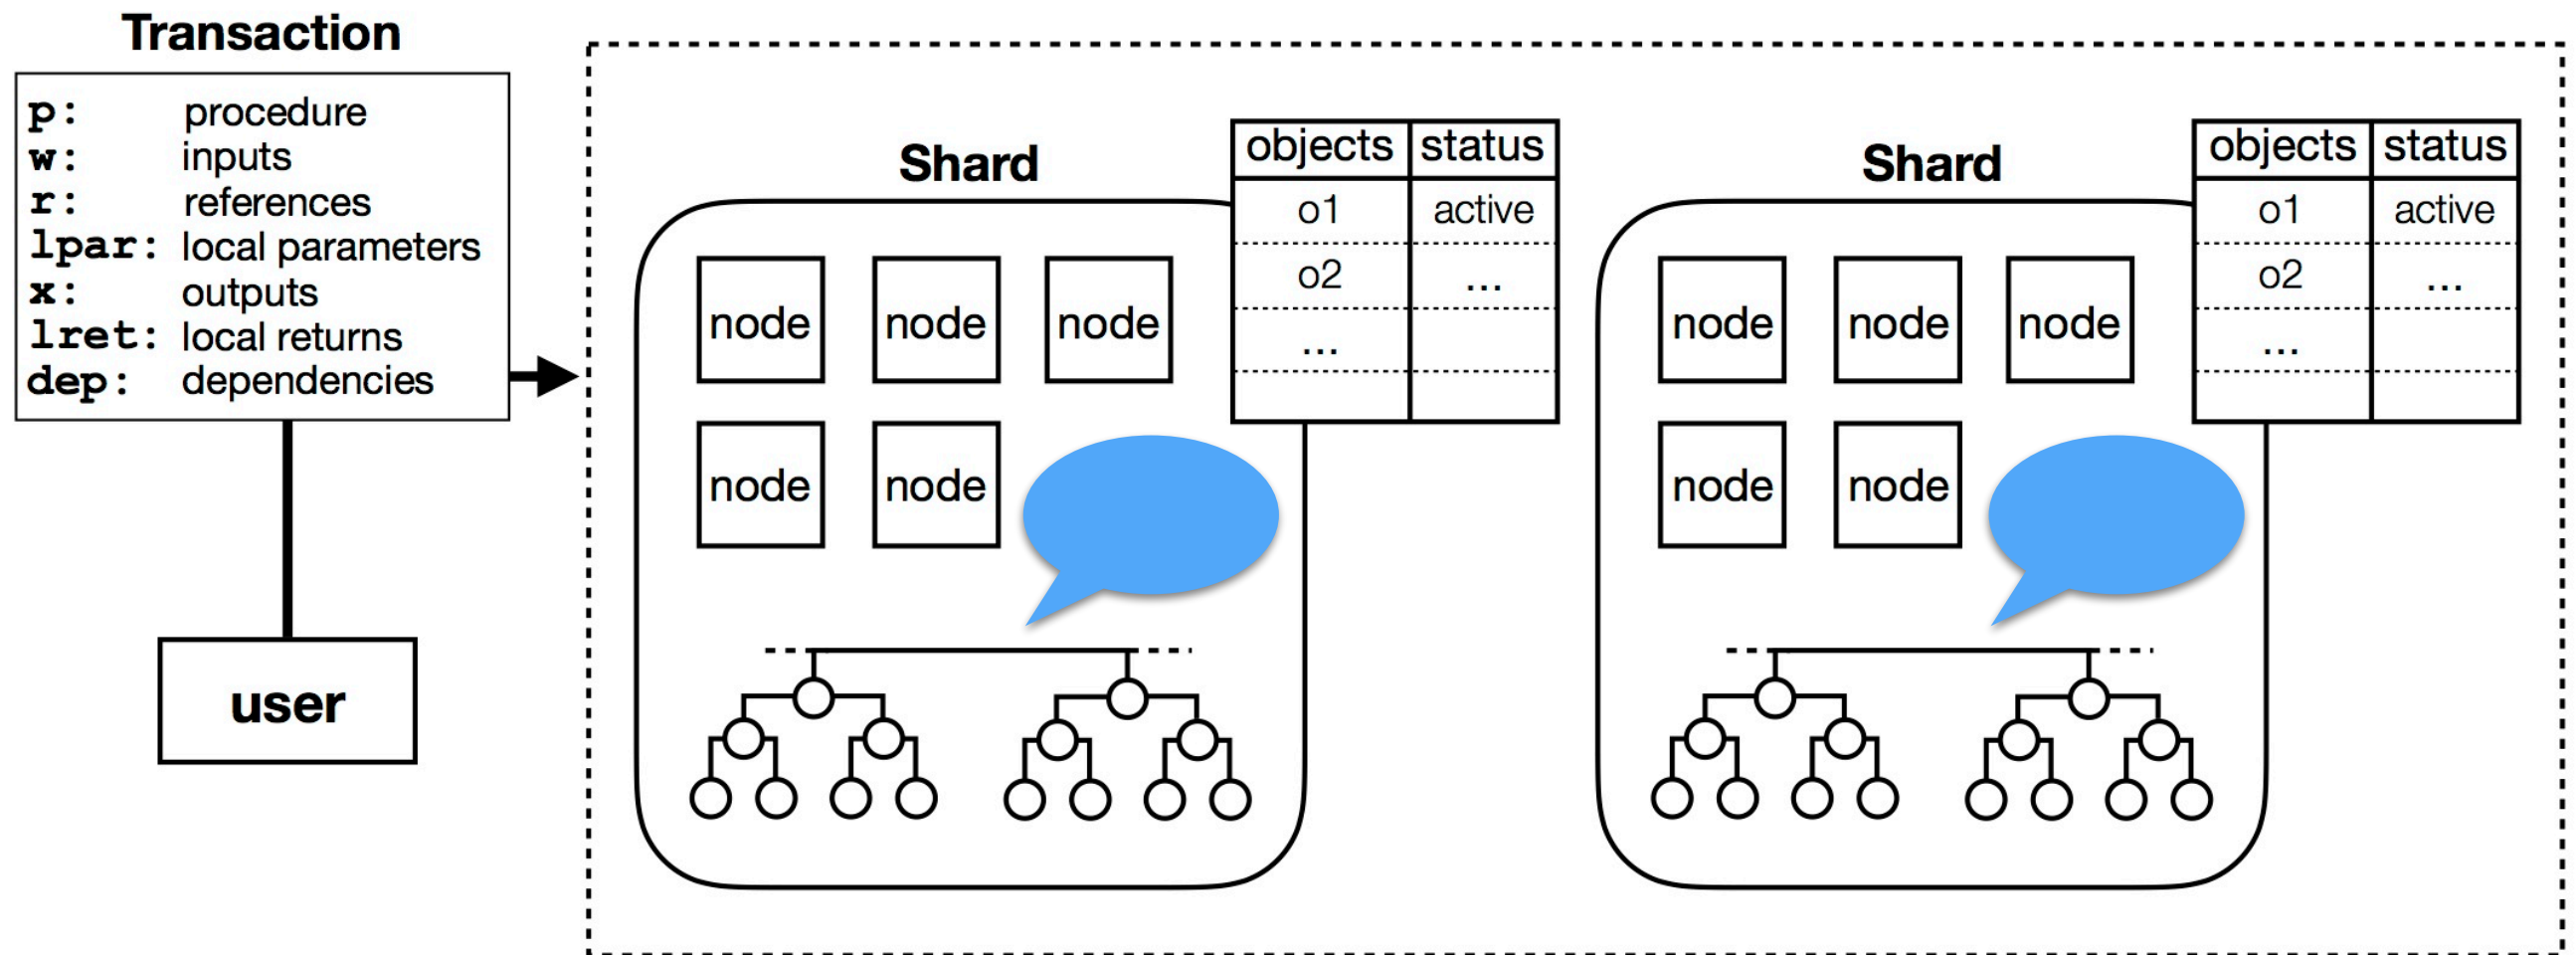 Transaction
p: procedure
w: inputs
r: references
lpar: local parameters
x: outputs
lret: local returns
dep: dependencies
user
Shard
objects status
o1 active
o2 ...
...
node node node
node node
Shard
objects status
o1 active
o2 ...
...
node node node
node node